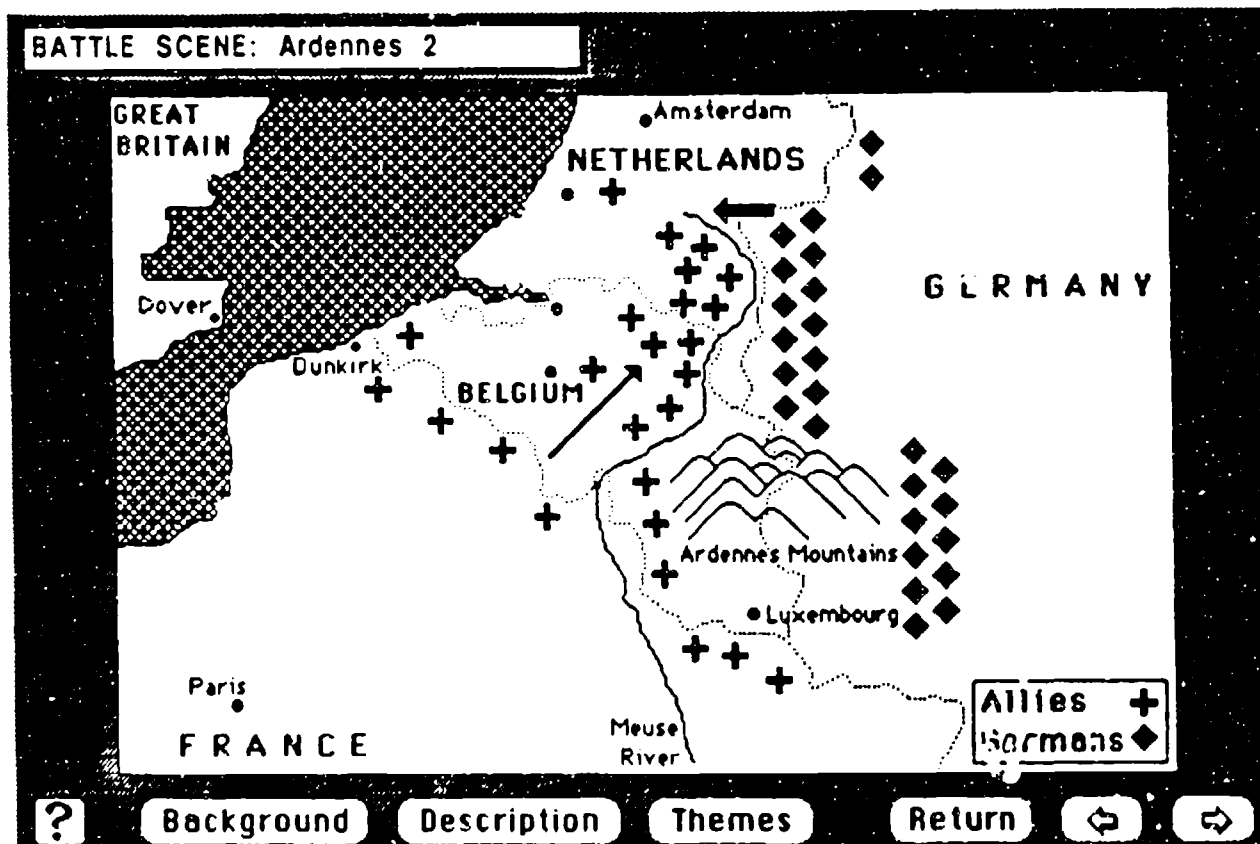 BATTLE SCENE: Ardennes 2
GREAT
BRITAIN
Amsterdam
NETHERLANDS
GERMANY
Dover
Dunkirk
BELGIUM
Ardennes Mountains
Luxembourg
Paris
FRANCE
Meuse
River
Allies
Germans
?
Background
Description
Themes
Return